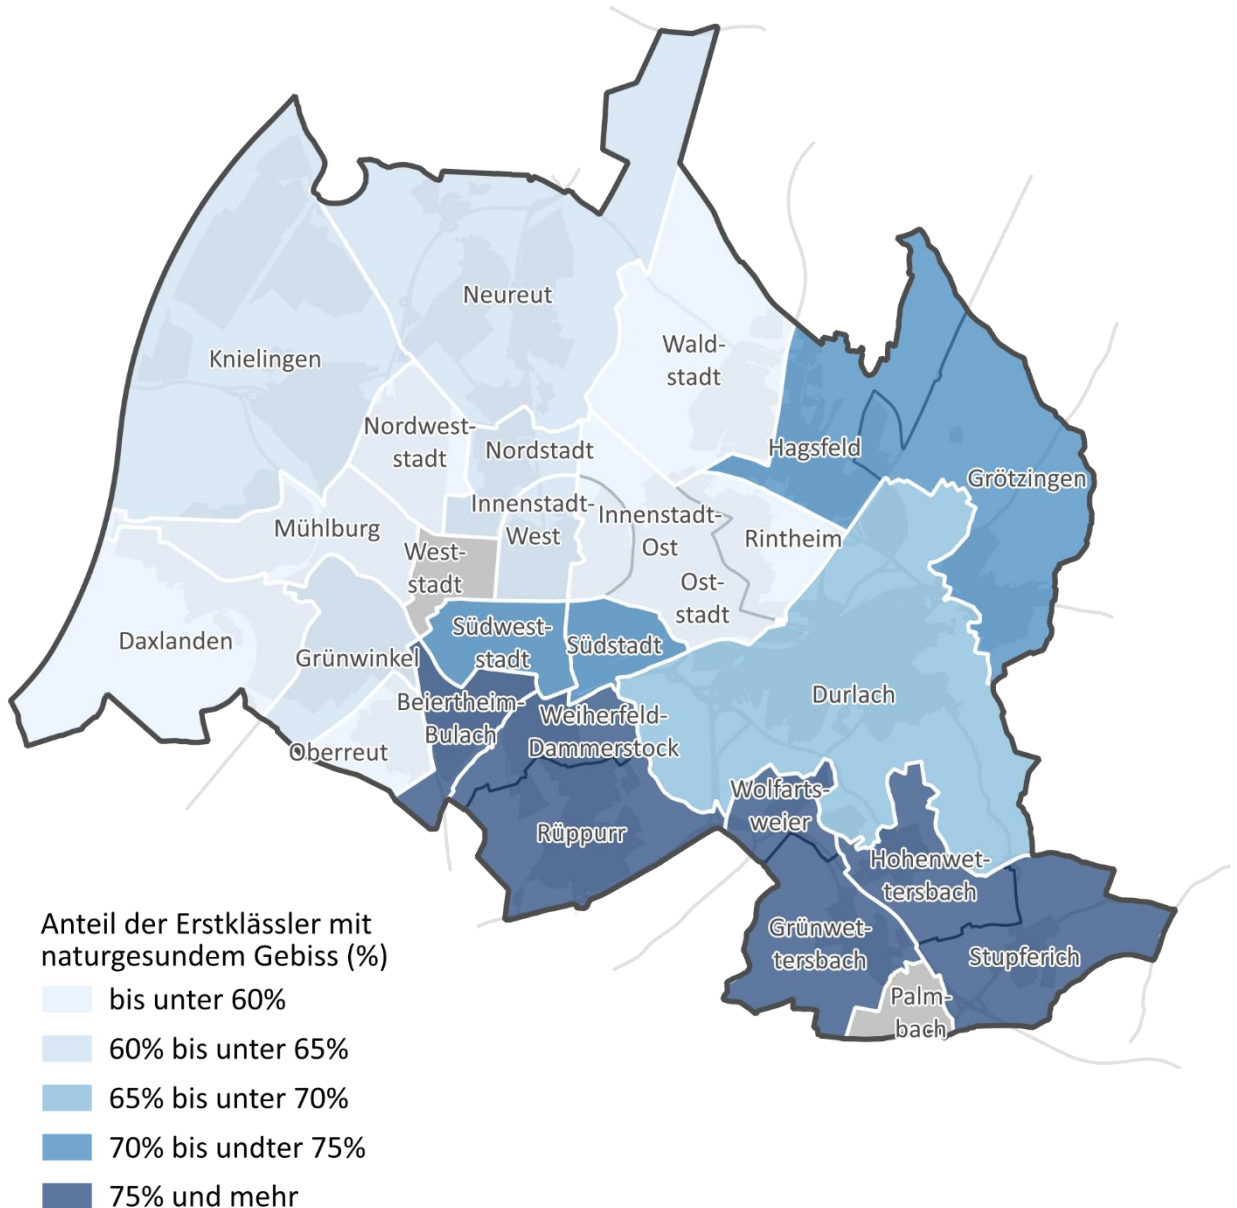 Neureut
Wald-
stadt
Knielingen
Nordwest-
stadt
Nordstadt
Hagsfeld
Grötzingen
Mühlburg
Innenstadt-
West
Innenstadt-
Ost
Rintheim
West-
stadt
Ost-
stadt
Daxlanden
Grünwinkel
Südwest-
stadt
Südstadt
Durlach
Beiertheim-
Bulach
Weiherfeld-
Dammerstock
Oberreut
Wolfarts-
weier
Rüppurr
Hohenwet-
tersbach
Grünwet-
tersbach
Stupferich
Palm-
bach
Anteil der Erstklässler mit
naturgesundem Gebiss (%)
bis unter 60%
60% bis unter 65%
65% bis unter 70%
70% bis undter 75%
75% und mehr